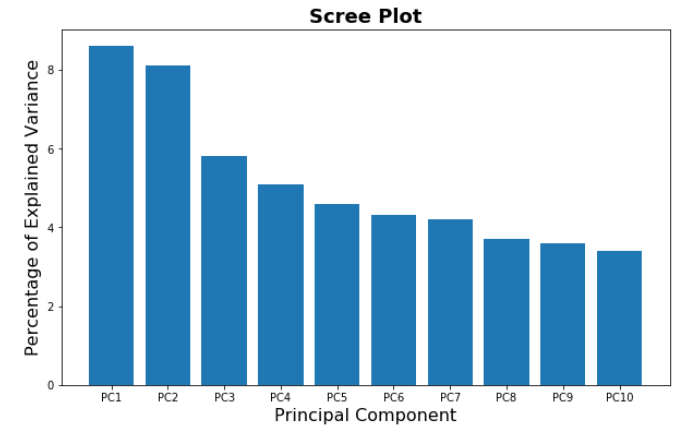 Scree Plot
Percentage of Explained Variance
8
6
4
2
0
PC1 PC2 PC3 PC4 PC5 PC6 PC7 PC8 PC9 PC10
Principal Component